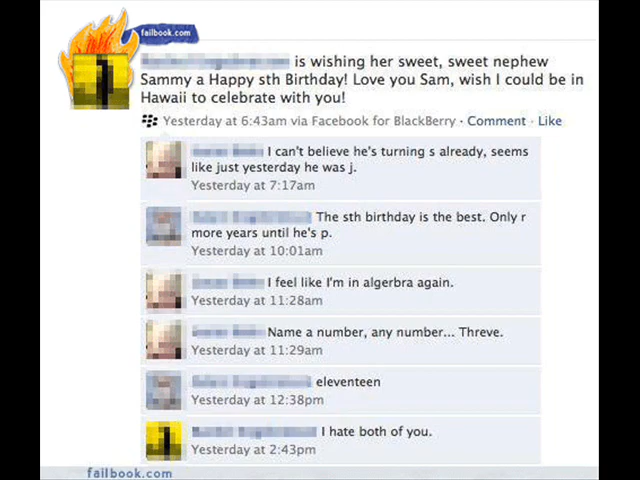 failbook.com
is wishing her sweet, sweet nephew
Sammy a Happy sth Birthday! Love you Sam, wish I could be in
Hawaii to celebrate with you!
Yesterday at 6:43am via Facebook for BlackBerry · Comment · Like
I can't believe he's turning s already, seems
like just yesterday he was j.
Yesterday at 7:17am
The sth birthday is the best. Only r
more years until he's p.
Yesterday at 10:01am
I feel like I'm in algerbra again.
Yesterday at 11:28am
Name a number, any number... Threve.
Yesterday at 11:29am
eleventeen
Yesterday at 12:38pm
I hate both of you.
Yesterday at 2:43pm
failbook.com